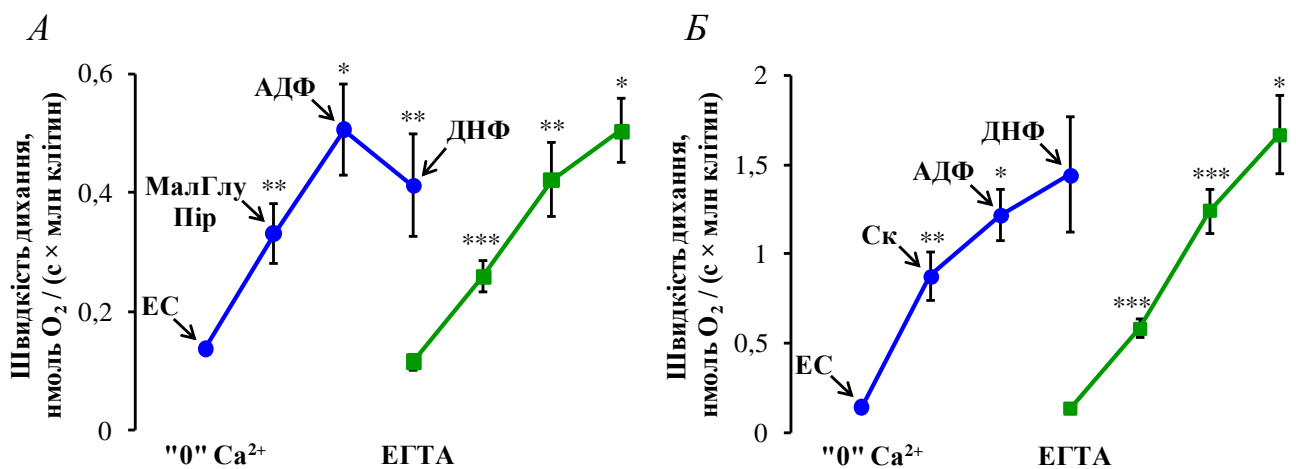 А
Швидкість дихання,
нмоль O₂ / (с × млн клітин)
0,6
0,4
0,2
0
ЕС
МалГлу
Пір
**
АДФ
*
**
ДНФ
***
**
*
"0" Ca²⁺
ЕГТА
Б
Швидкість дихання,
нмоль O₂ / (с × млн клітин)
2
1,5
1
0,5
0
ЕС
Ск
**
АДФ
*
ДНФ
***
***
*
"0" Ca²⁺
ЕГТА